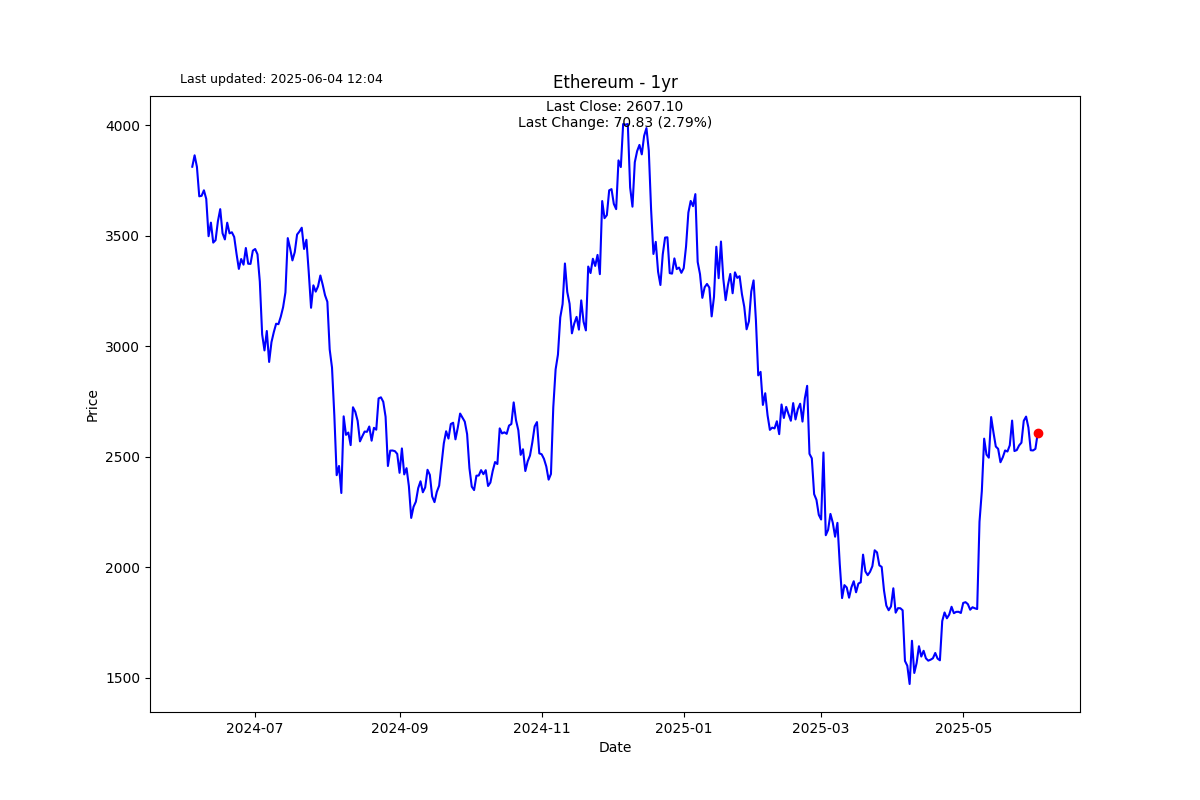 Last updated: 2025-06-04 12:04
Ethereum - 1yr
Last Close: 2607.10
Last Change: 70.83 (2.79%)
4000
3500
3000
2500
2000
1500
Price
2024-07
2024-09
2024-11
2025-01
2025-03
2025-05
Date